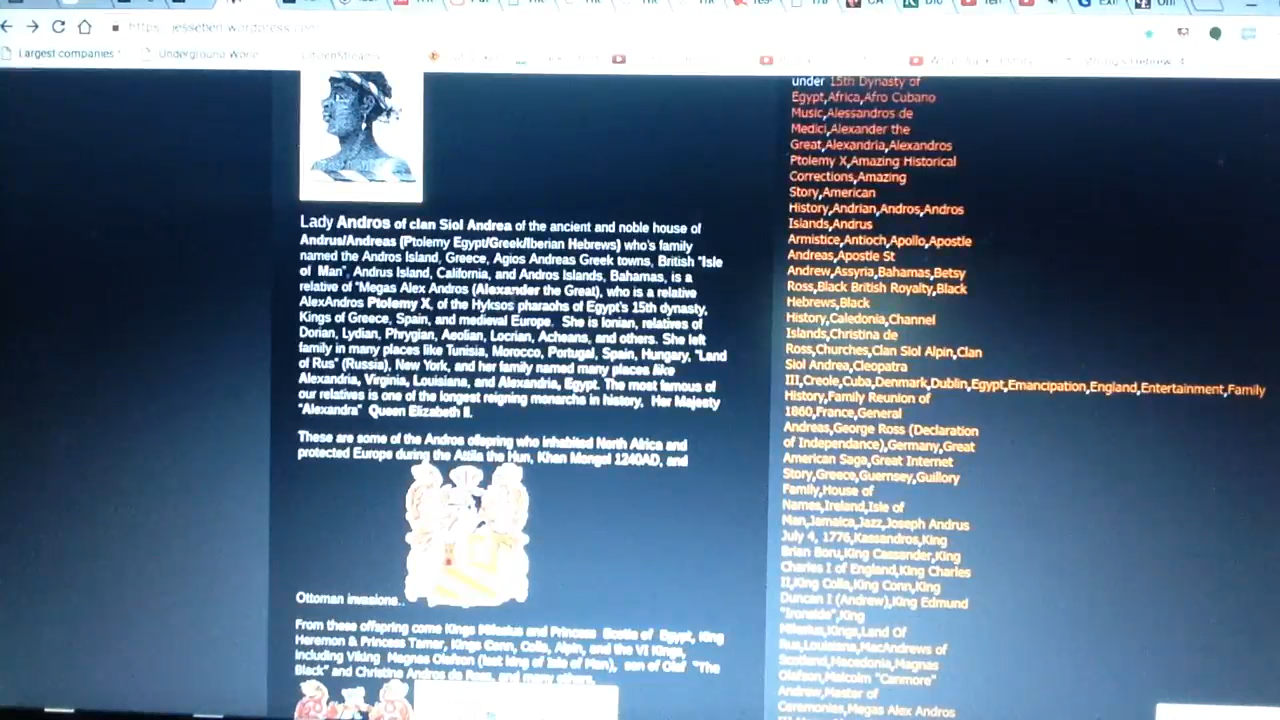 Largest companies
Underground World
CitizenStreams
Lady Andros of clan Siol Andrea of the ancient and noble house of
Andrus/Andreas (Ptolemy Egypt/Greek/Iberian Hebrews) who's family
named the Andros Island, Greece, Agios Andreas Greek towns, British "Isle
of Man", Andrus Island, California, and Andros Islands, Bahamas, is a
relative of "Megas Alex Andros (Alexander the Great), who is a relative
AlexAndros Ptolemy X, of the Hyksos pharaohs of Egypt's 15th dynasty,
Kings of Greece, Spain, and medieval Europe. She is Ionian, relatives of
Dorian, Lydian, Phrygian, Aeolian, Locrian, Acheans, and others. She left
family in many places like Tunisia, Morocco, Portugal, Spain, Hungary, "Land
of Rus" (Russia), New York, and her family named many places like
Alexandria, Virginia, Louisiana, and Alexandria, Egypt. The most famous of
our relatives is one of the longest reigning monarchs in history, Her Majesty
"Alexandra" Queen Elizabeth II.
These are some of the Andros ofspring who inhabited North Africa and
protected Europe during the Attila the Hun, Khan Mongol 1240AD, and
Ottoman invasions..
From these offspring come Kings Milesius and Princess Scotia of Egypt, King
Heremon & Princess Tamar, Kings Conn, Colla, Alpin, and the VI Kings,
including Viking Magnus Olafson (last king of Isle of Man), son of Olaf "The
Black" and Christina Andros de Ross, and many others.
under 15th Dynasty of
Egypt,Africa,Afro Cubano
Music,Alessandros de
Medici,Alexander the
Great,Alexandria,Alexandros
Ptolemy X,Amazing Historical
Corrections,Amazing
Story,American
History,Andrian,Andros,Andros
Islands,Andrus
Armistice,Antioch,Apollo,Apostle
Andreas,Apostle St
Andrew,Assyria,Bahamas,Betsy
Ross,Black British Royalty,Black
Hebrews,Black
History,Caledonia,Channel
Islands,Christina de
Ross,Churches,Clan Siol Alpin,Clan
Siol Andrea,Cleopatra
III,Creole,Cuba,Denmark,Dublin,Egypt,Emancipation,England,Entertainment,Family
History,Family Reunion of
1860,France,General
Andreas,George Ross (Declaration
of Independance),Germany,Great
American Saga,Great Internet
Story,Greece,Guernsey,Guillory
Family,House of
Names,Ireland,Isle of
Man,Jamaica,Jazz,Joseph Andrus
July 4, 1776,Kassandros,King
Brian Boru,King Cassander,King
Charles I of England,King Charles
II,King Colla,King Conn,King
Duncan I (Andrew),King Edmund
"Ironside",King
Milesius,Kings,Land Of
Rus,Louisiana,MacAndrews of
Scotland,Macedonia,Magnas
Olafson,Malcolm "Canmore"
Andrew,Master of
Ceremonies,Megas Alex Andros